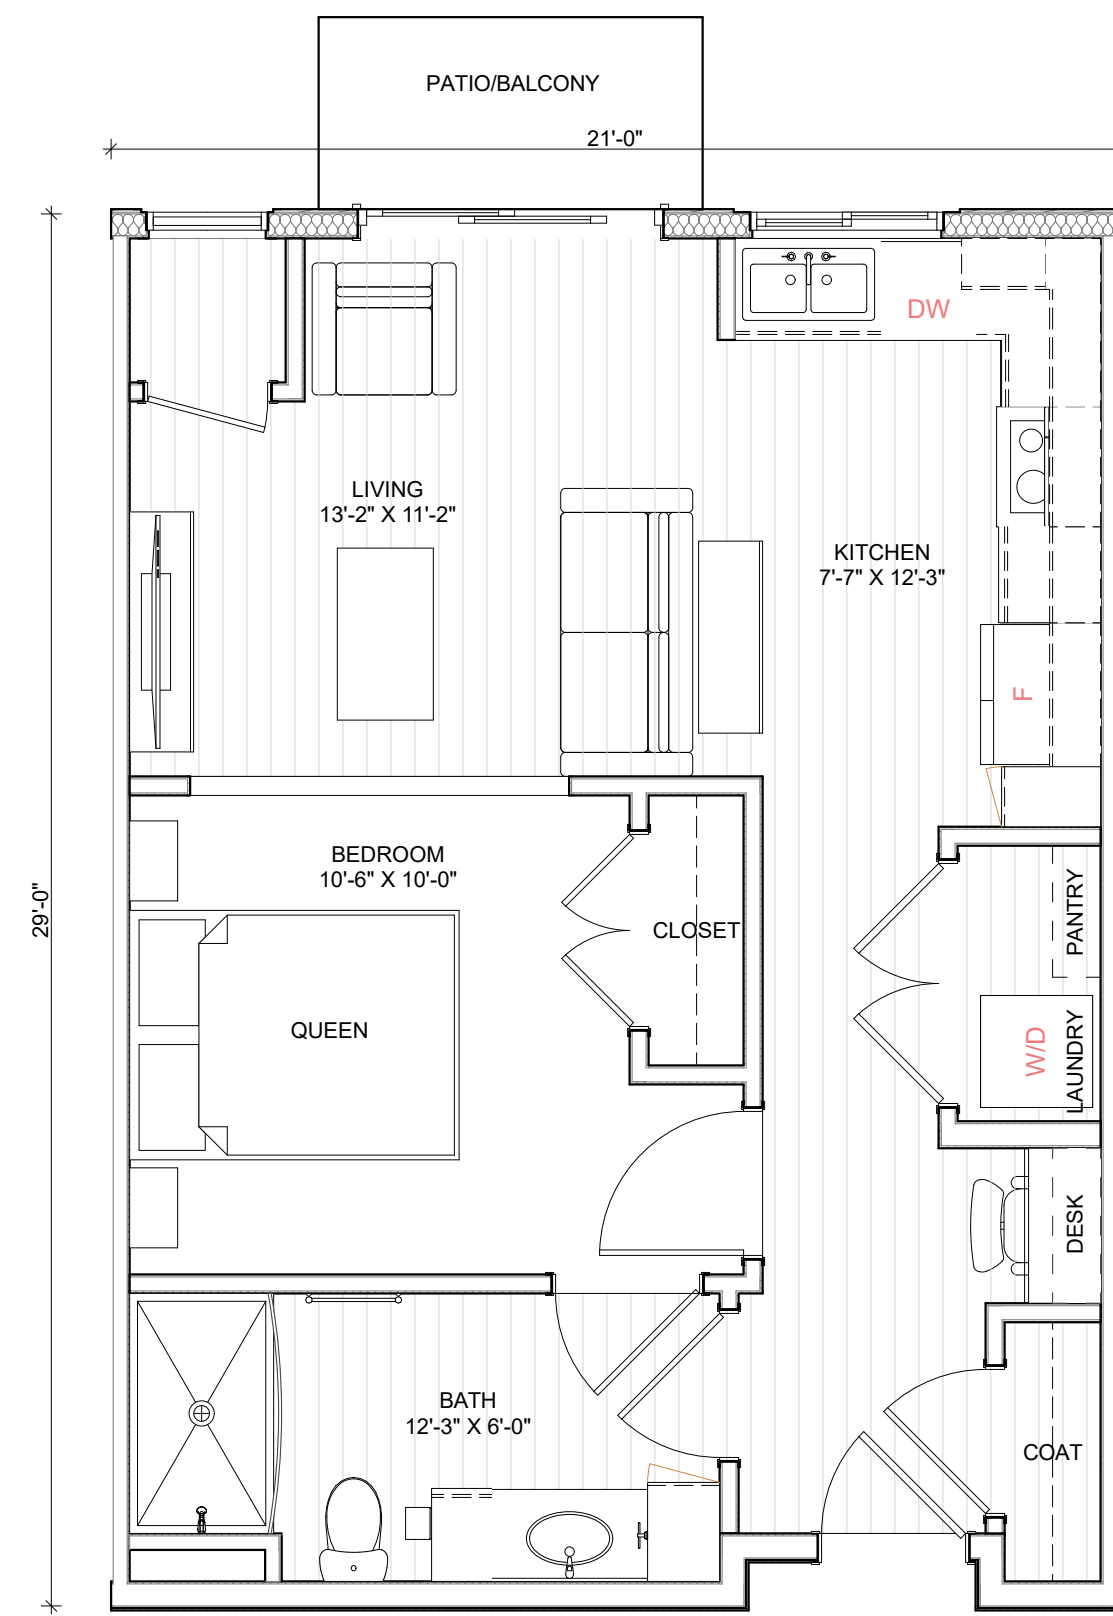 PATIO/BALCONY
21'-0"
DW
LIVING
13'-2" X 11'-2"
KITCHEN
7'-7" X 12'-3"
F
BEDROOM
10'-6" X 10'-0"
29'-0"
CLOSET
PANTRY
QUEEN
W/D
LAUNDRY
DESK
BATH
12'-3" X 6'-0"
COAT